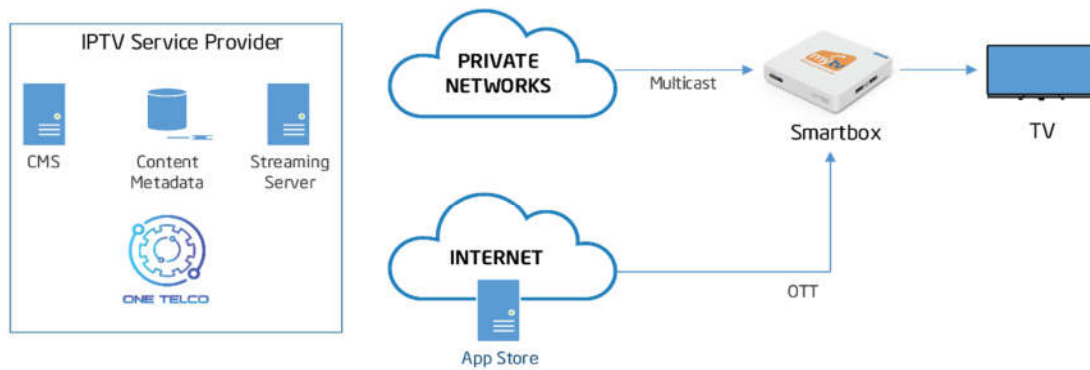 IPTV Service Provider
CMS
Content
Metadata
Streaming
Server
ONE TELCO
PRIVATE
NETWORKS
Multicast
mytv
Smartbox
TV
INTERNET
OTT
App Store